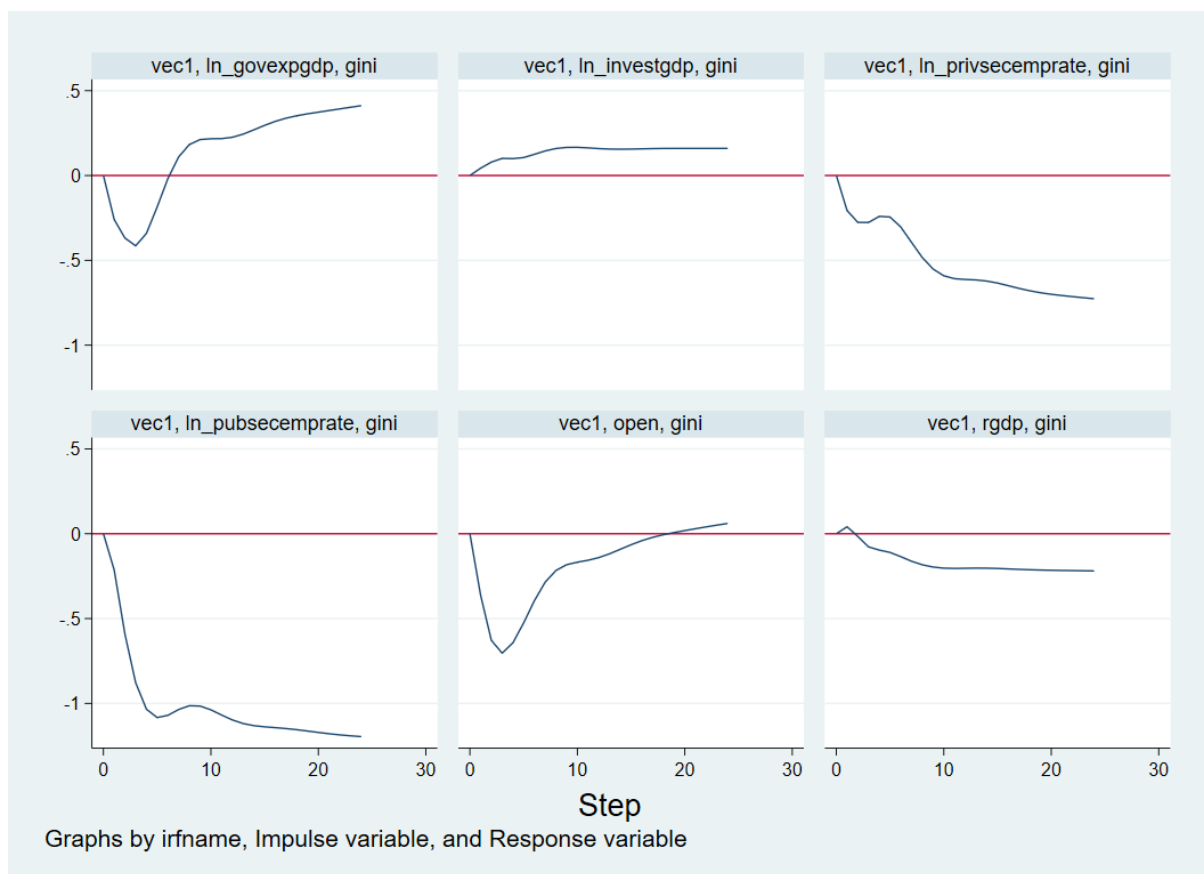 vec1, ln_govexpgdp, gini
vec1, ln_investgdp, gini
vec1, ln_privsecemprate, gini
.5
0
-.5
-1
vec1, ln_pubsecemprate, gini
vec1, open, gini
vec1, rgdp, gini
.5
0
-.5
-1
0 10 20 30
0 10 20 30
0 10 20 30
Step
Graphs by irfname, Impulse variable, and Response variable